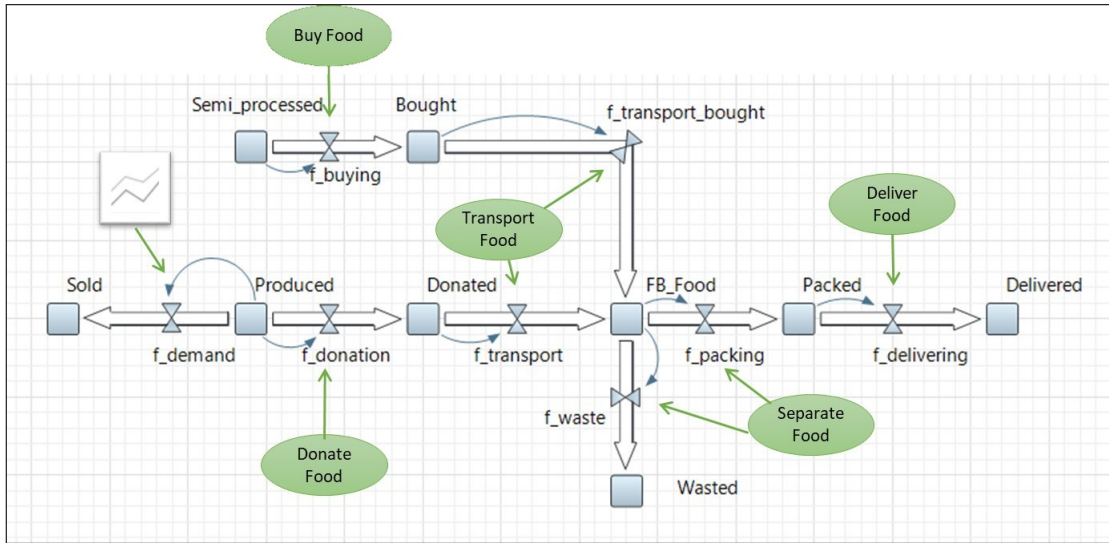 Buy Food
Semi_processed
Bought
f_transport_bought
f_buying
Transport
Food
Deliver
Food
Sold
Produced
Donated
FB_Food
Packed
Delivered
f_demand
f_donation
f_transport
f_packing
f_delivering
f_waste
Separate
Food
Donate
Food
Wasted